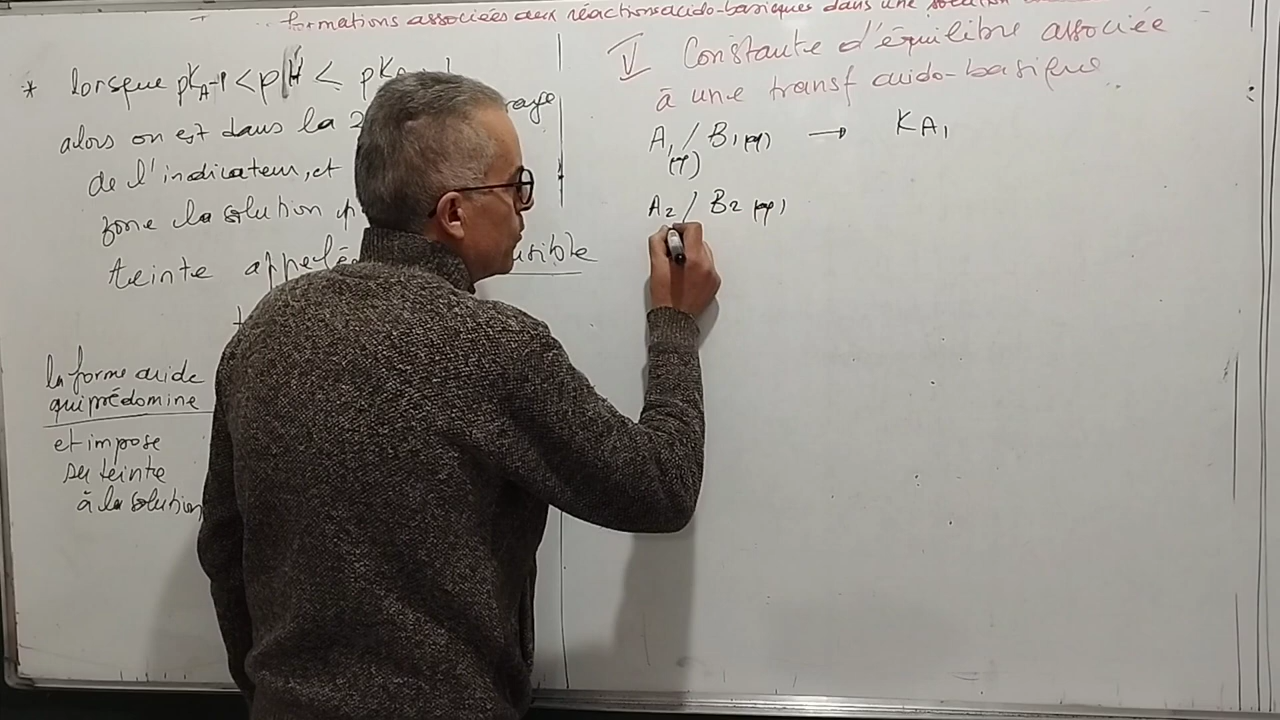 formations associées aux réactions acido-basiques dans une solution
* lorsque pKA-1 < pH <
alors on est dans la
de l'indicateur, et
zone la solution
teinte appelée
la forme acide
qui prédomine
et impose
sa teinte
à la solution
V Constante d'équilibre associée
à une transf acido-basique
A1(aq) / B1(aq) → KA1
A2 / B2(aq)